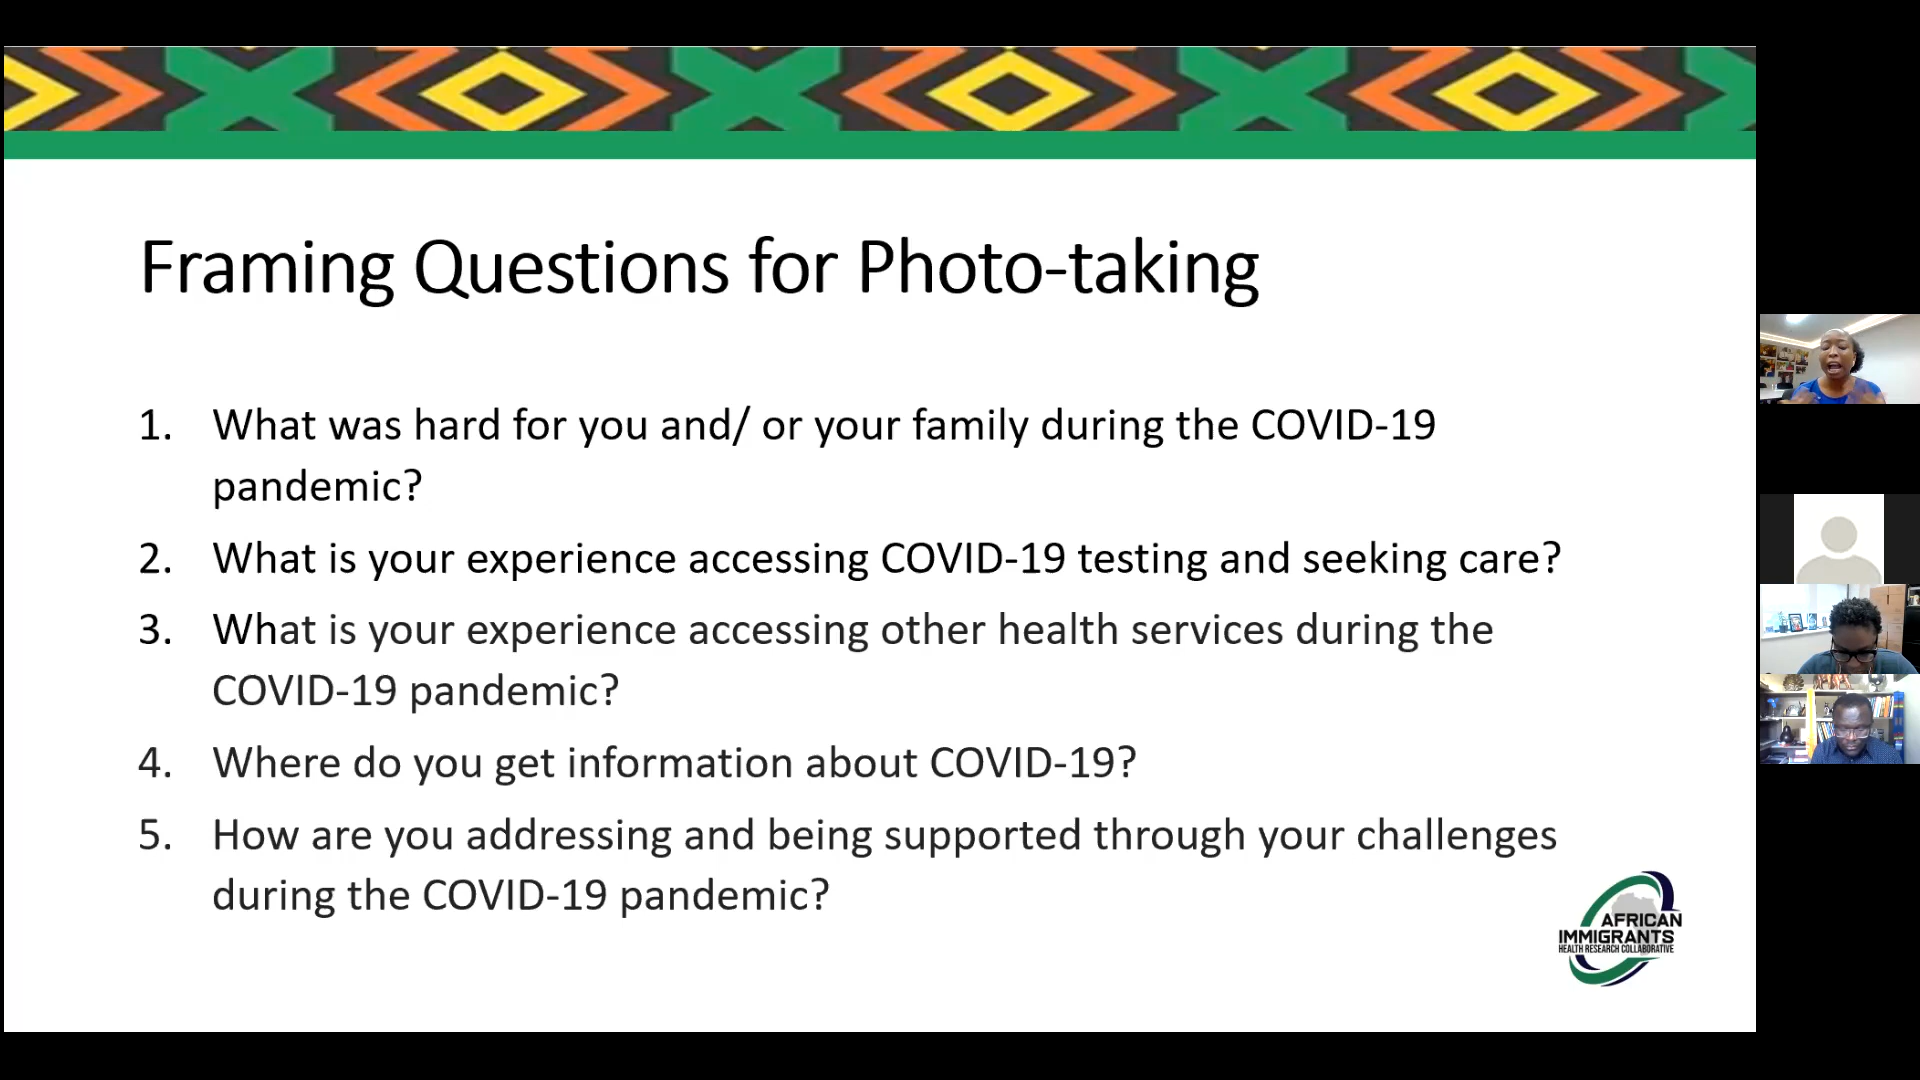 Framing Questions for Photo-taking
1. What was hard for you and/ or your family during the COVID-19
pandemic?
2. What is your experience accessing COVID-19 testing and seeking care?
3. What is your experience accessing other health services during the
COVID-19 pandemic?
4. Where do you get information about COVID-19?
5. How are you addressing and being supported through your challenges
during the COVID-19 pandemic?
AFRICAN
IMMIGRANTS
HEALTH RESEARCH COLLABORATIVE